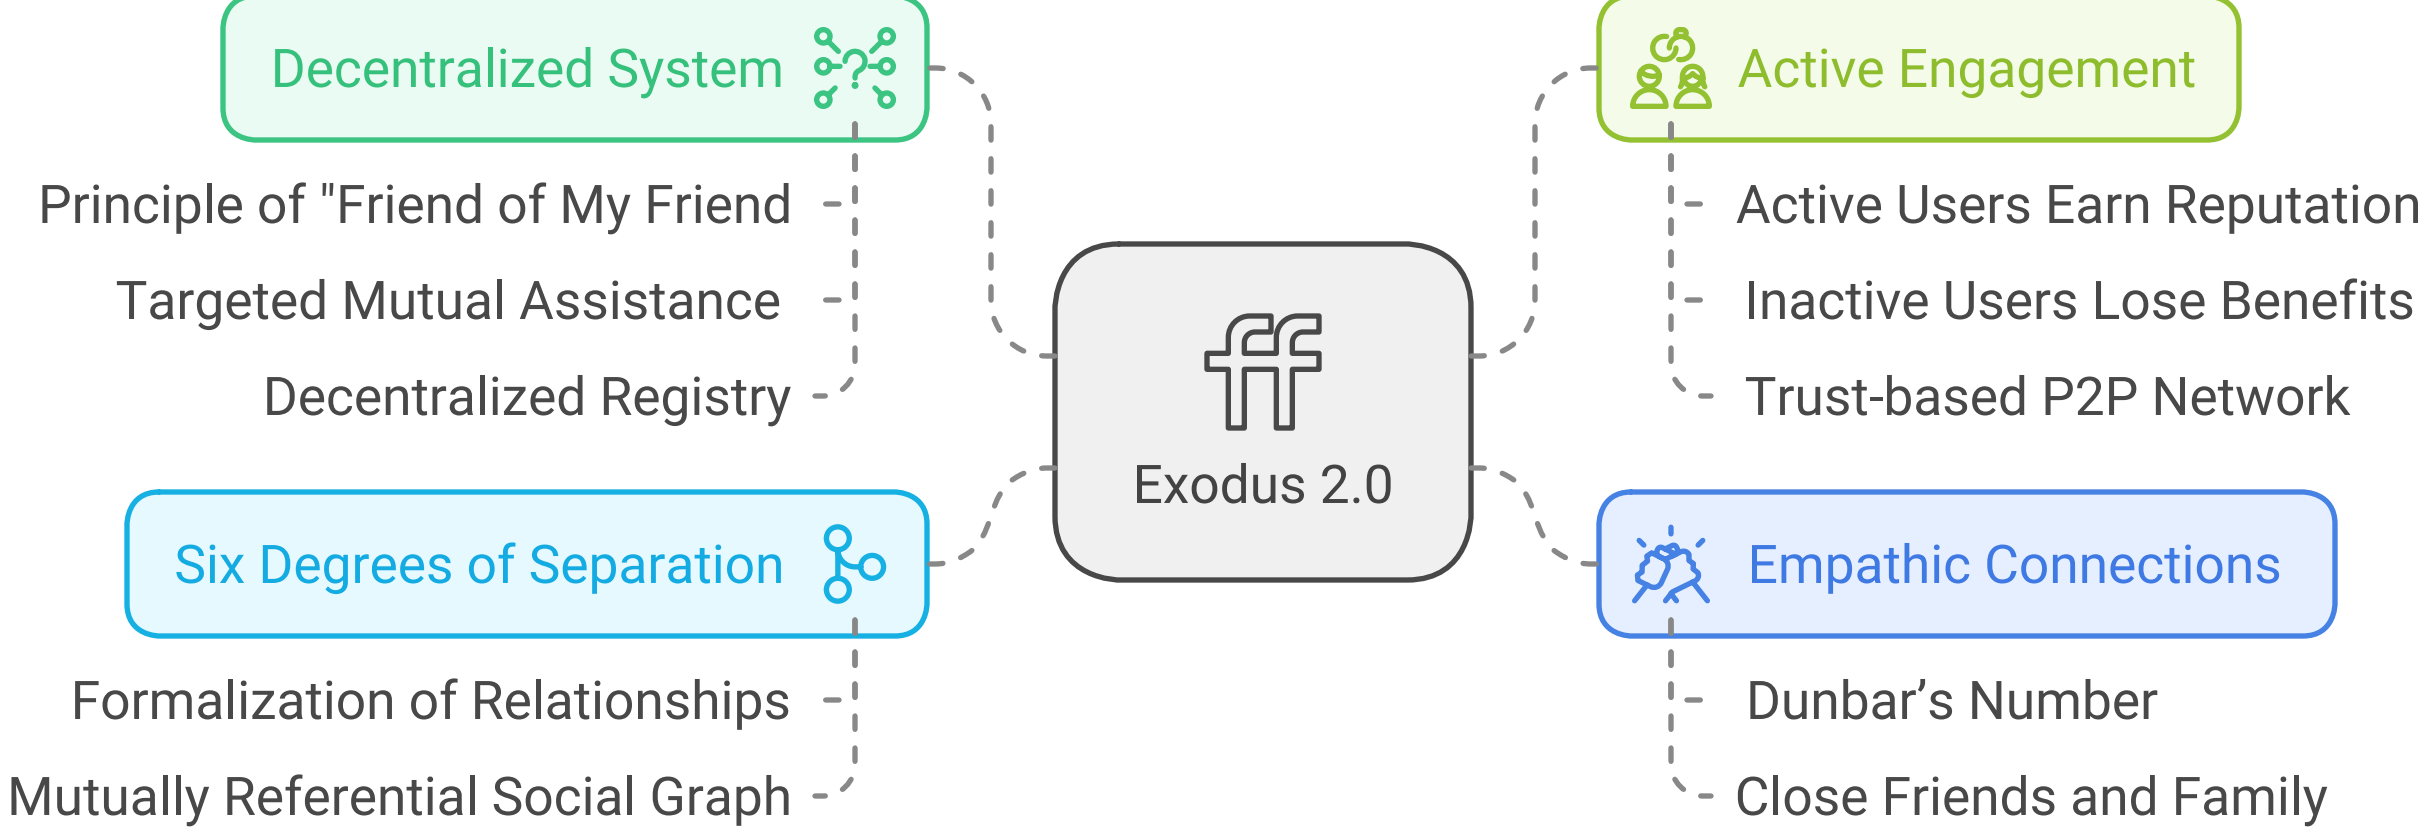 Decentralized System
Principle of "Friend of My Friend
Targeted Mutual Assistance
Decentralized Registry
Six Degrees of Separation
Formalization of Relationships
Mutually Referential Social Graph
ff
Exodus 2.0
Active Engagement
Active Users Earn Reputation
Inactive Users Lose Benefits
Trust-based P2P Network
Empathic Connections
Dunbar’s Number
Close Friends and Family